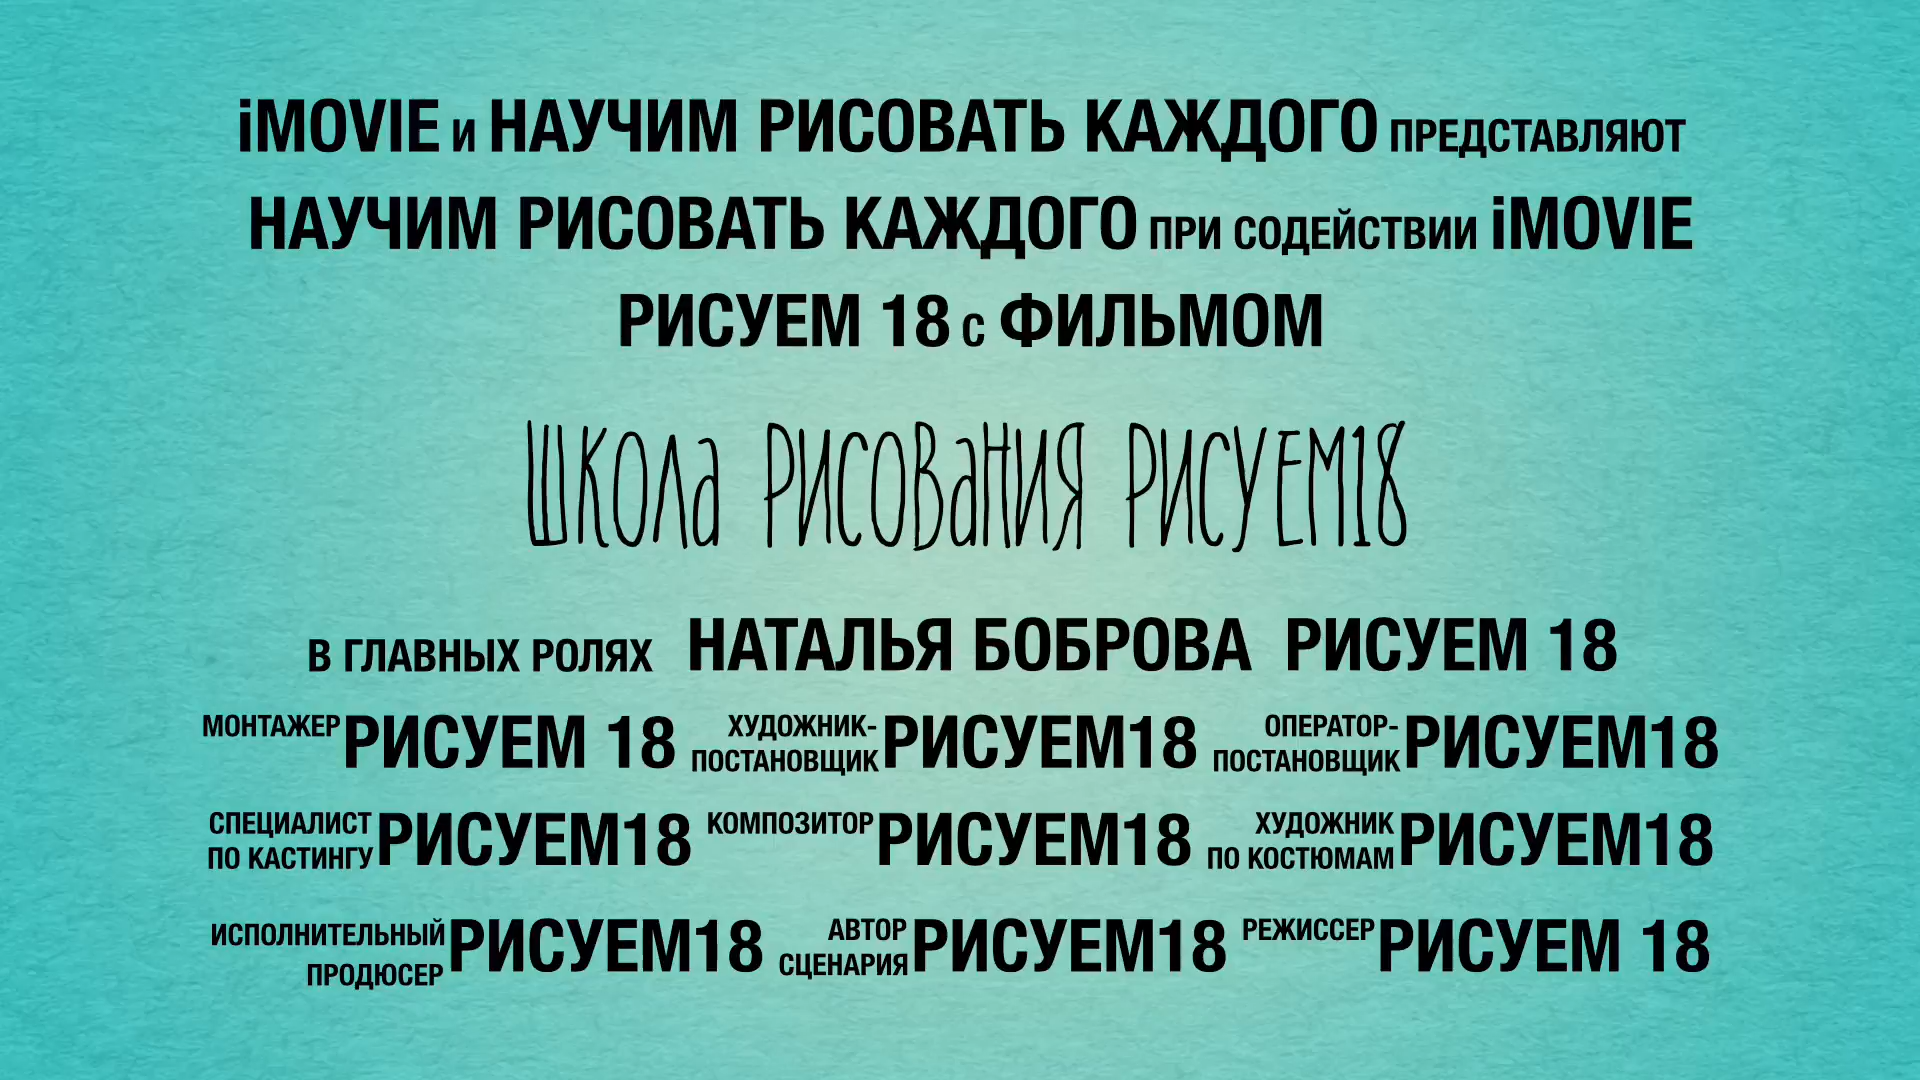 iMOVIE и НАУЧИМ РИСОВАТЬ КАЖДОГО ПРЕДСТАВЛЯЮТ
НАУЧИМ РИСОВАТЬ КАЖДОГО ПРИ СОДЕЙСТВИИ iMOVIE
РИСУЕМ 18 с ФИЛЬМОМ
ШКОЛа РИСОВаНИЯ РИСУЕМ18
В ГЛАВНЫХ РОЛЯХ НАТАЛЬЯ БОБРОВА РИСУЕМ 18
МОНТАЖЕР РИСУЕМ 18 ХУДОЖНИК-ПОСТАНОВЩИК РИСУЕМ18 ОПЕРАТОР-ПОСТАНОВЩИК РИСУЕМ18
СПЕЦИАЛИСТ ПО КАСТИНГУ РИСУЕМ18 КОМПОЗИТОР РИСУЕМ18 ХУДОЖНИК ПО КОСТЮМАМ РИСУЕМ18
ИСПОЛНИТЕЛЬНЫЙ ПРОДЮСЕР РИСУЕМ18 АВТОР СЦЕНАРИЯ РИСУЕМ18 РЕЖИССЕР РИСУЕМ 18